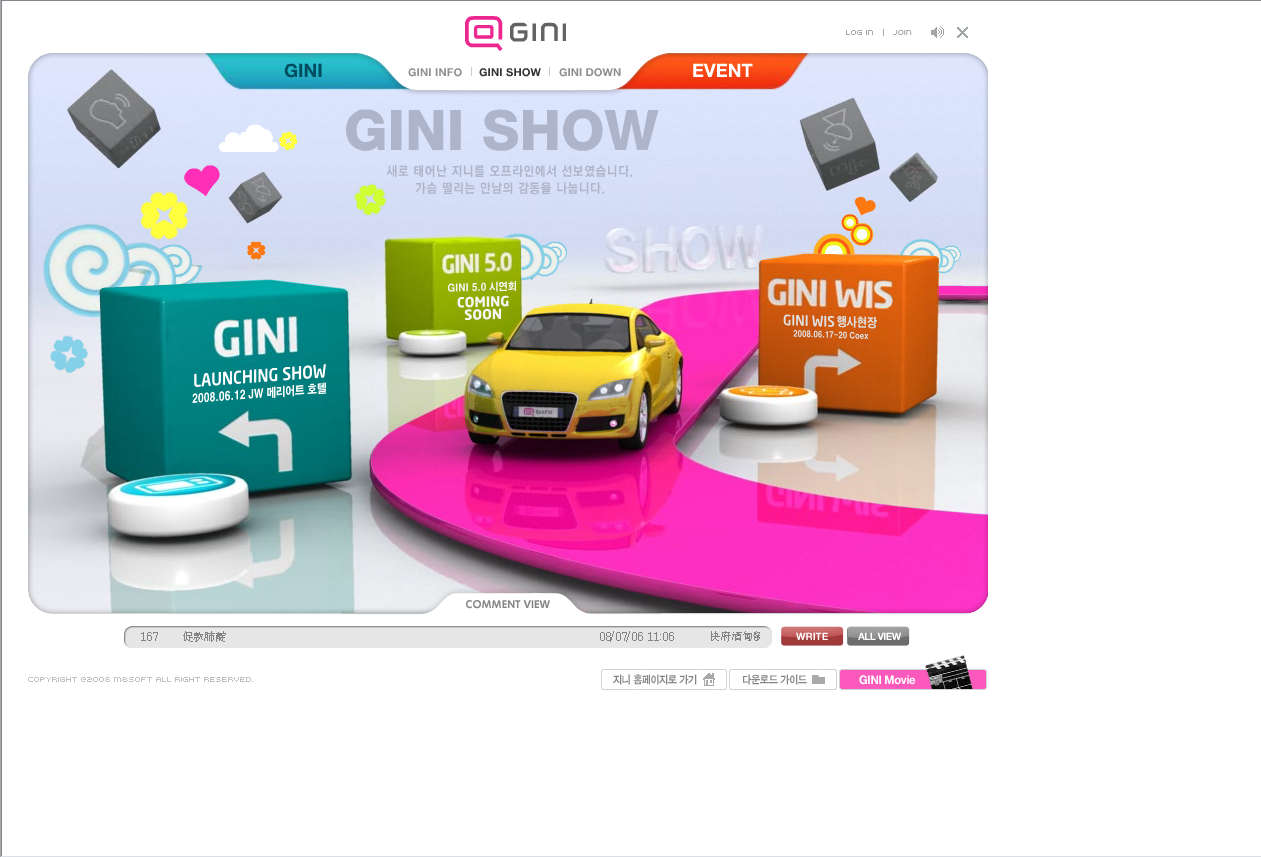 GINI
LOG IN | JOIN
GINI
GINI INFO
GINI SHOW
GINI DOWN
EVENT
GINI SHOW
새로 태어난 지니를 오프라인에서 선보였습니다.
가슴 떨리는 만남의 감동을 나눕니다.
SHOW
GINI 5.0
GINI 5.0 시연회
COMING
SOON
GINI WIS
GINI WIS 행사현장
2008.06.17~20 Coex
GINI
LAUNCHING SHOW
2008.06.12 JW 메리어트 호텔
COMMENT VIEW
167 08/07/06 11:06
WRITE
ALL VIEW
COPYRIGHT @2008 M&SOFT ALL RIGHT RESERVED.
지니 홈페이지로 가기
다운로드 가이드
GINI Movie